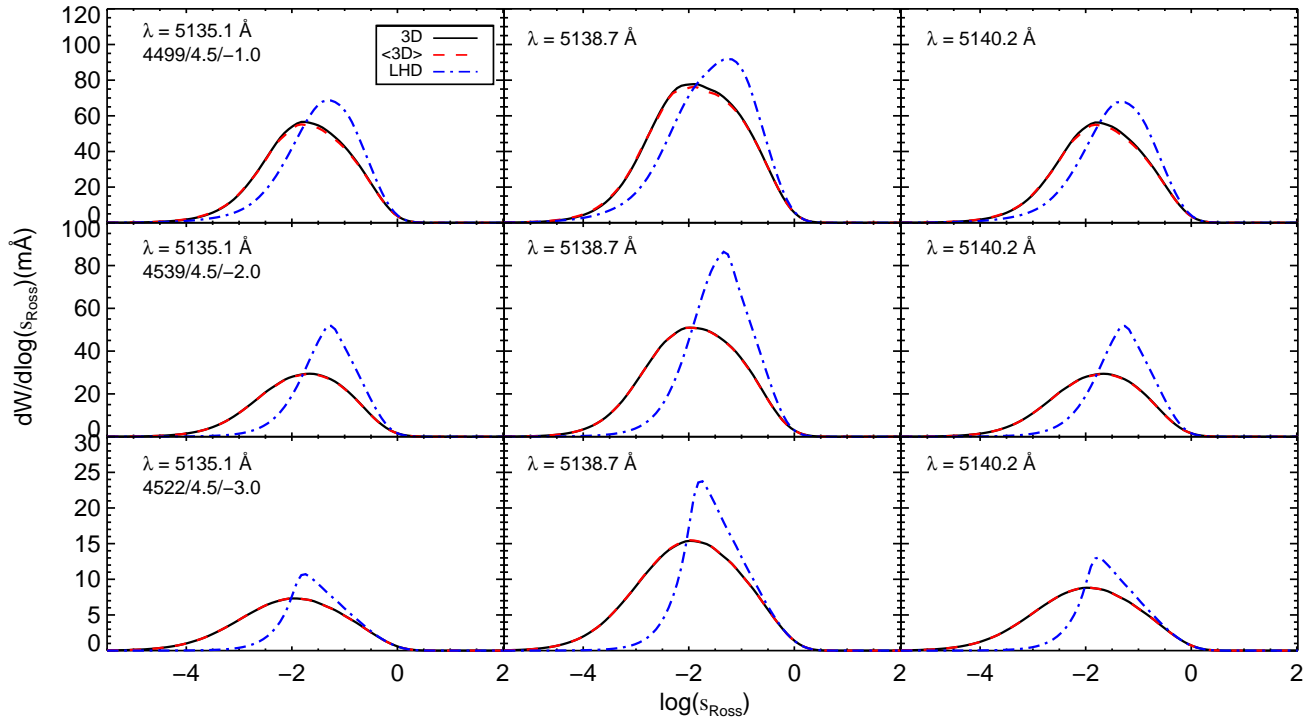 120
100
80
60
40
20
0
λ = 5135.1 Å
4499/4.5/−1.0
3D
<3D>
LHD
λ = 5138.7 Å
λ = 5140.2 Å
100
80
60
40
20
0
λ = 5135.1 Å
4539/4.5/−2.0
λ = 5138.7 Å
λ = 5140.2 Å
30
25
20
15
10
5
0
λ = 5135.1 Å
4522/4.5/−3.0
λ = 5138.7 Å
λ = 5140.2 Å
dW/dlog(s_Ross)(mÅ)
−4 −2 0 2 −4 −2 0 2 −4 −2 0 2
log(s_Ross)